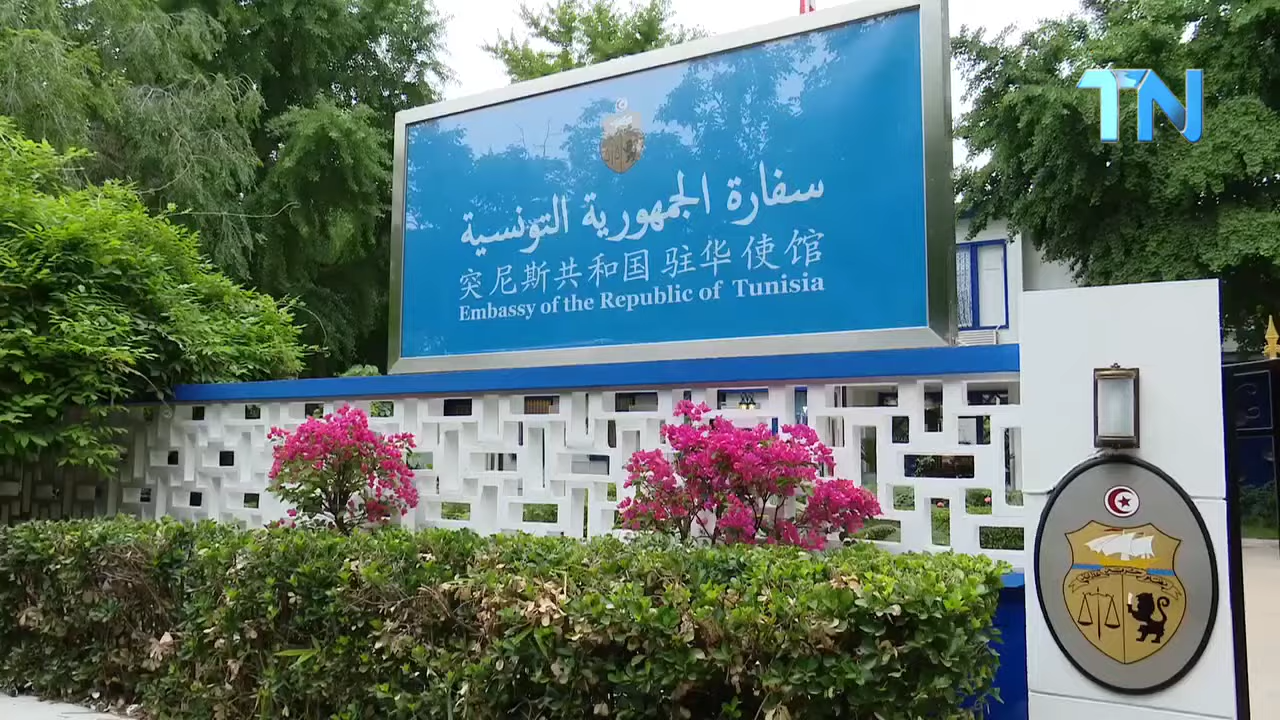 TN
سفارة الجمهورية التونسية
突尼斯共和国 驻华使馆
Embassy of the Republic of Tunisia